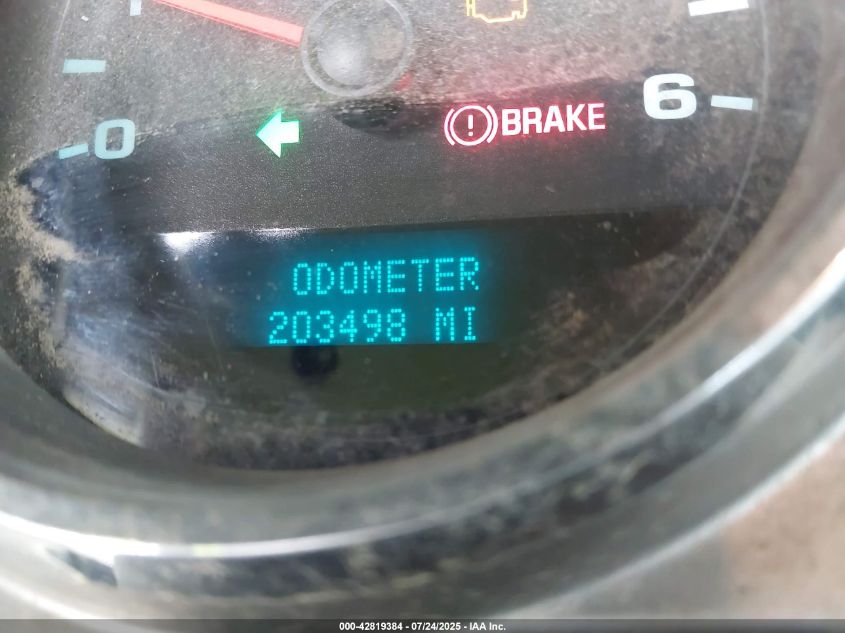 0
6
BRAKE
ODOMETER
203498 MI
000-42819384 - 07/24/2025 - IAA Inc.